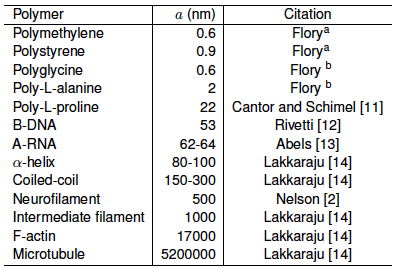 Polymer a (nm) Citation
Polymethylene 0.6 Floryᵃ
Polystyrene 0.9 Floryᵃ
Polyglycine 0.6 Flory ᵇ
Poly-L-alanine 2 Flory ᵇ
Poly-L-proline 22 Cantor and Schimel [11]
B-DNA 53 Rivetti [12]
A-RNA 62-64 Abels [13]
α-helix 80-100 Lakkaraju [14]
Coiled-coil 150-300 Lakkaraju [14]
Neurofilament 500 Nelson [2]
Intermediate filament 1000 Lakkaraju [14]
F-actin 17000 Lakkaraju [14]
Microtubule 5200000 Lakkaraju [14]